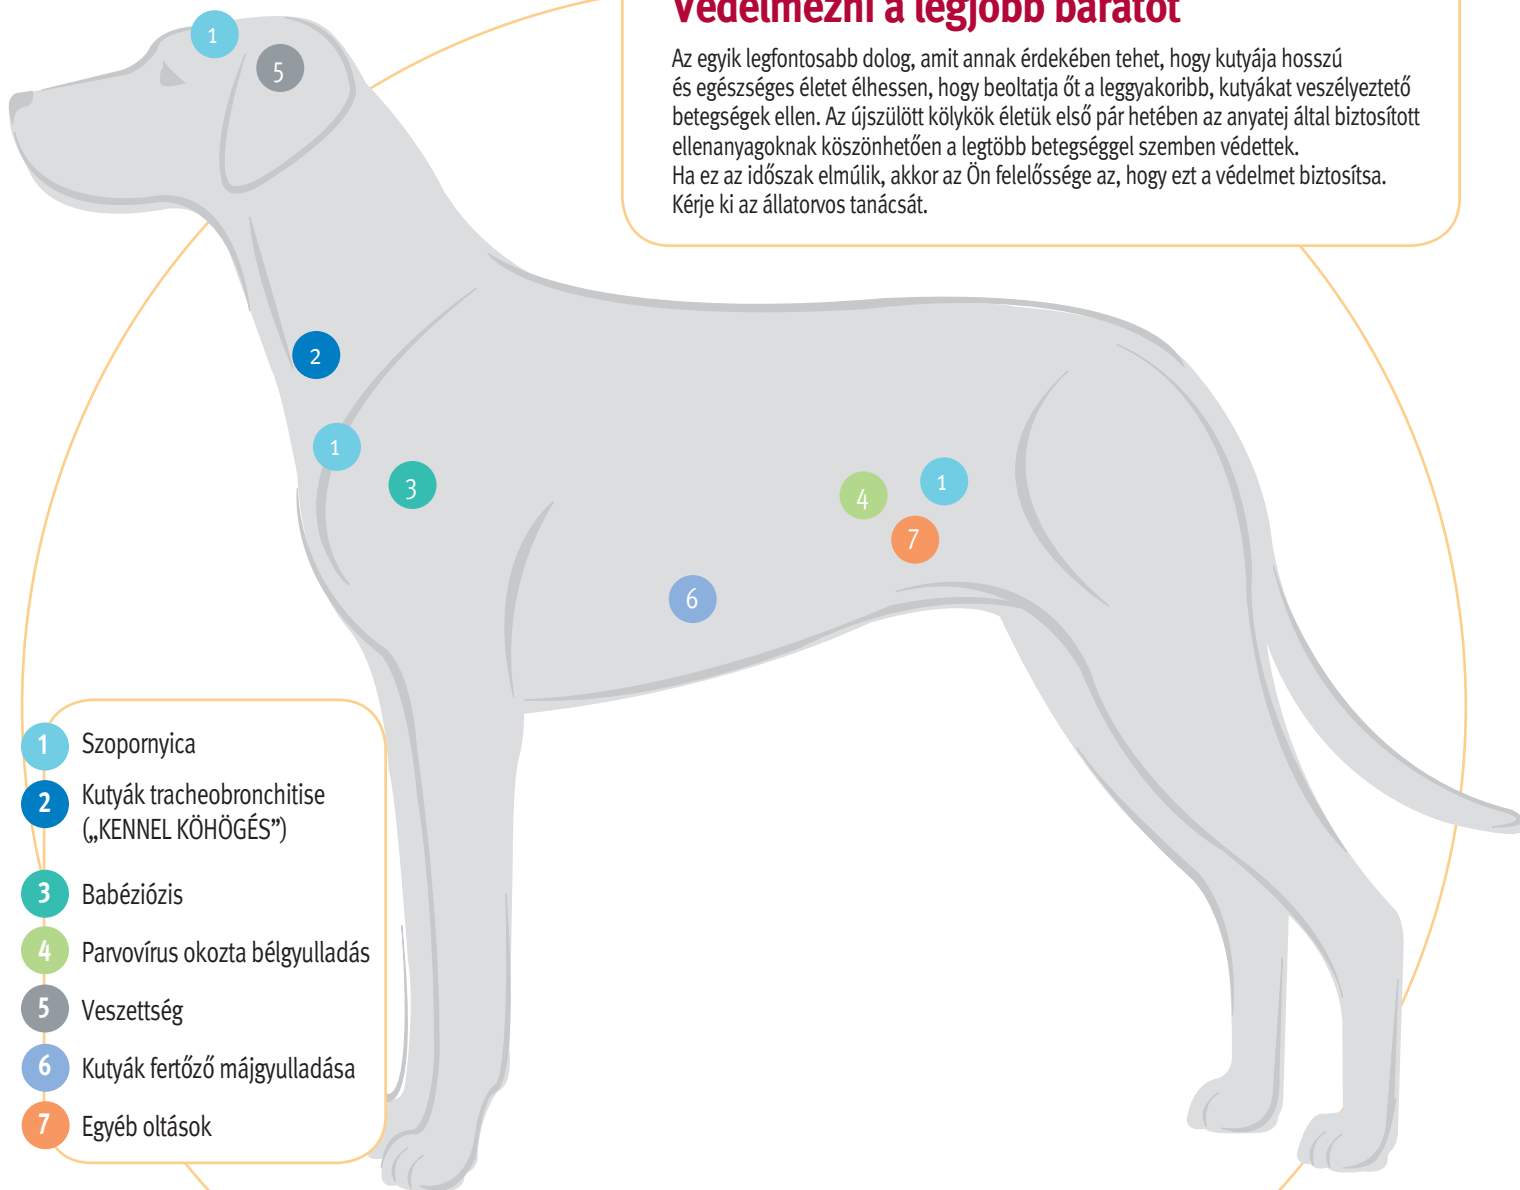 Védelmezni a legjobb barátot
Az egyik legfontosabb dolog, amit annak érdekében tehet, hogy kutyája hosszú
és egészséges életet élhessen, hogy beoltatja őt a leggyakoribb, kutyákat veszélyeztető
betegségek ellen. Az újszülött kölykök életük első pár hetében az anyatej által biztosított
ellenanyagoknak köszönhetően a legtöbb betegséggel szemben védettek.
Ha ez az időszak elmúlik, akkor az Ön felelőssége az, hogy ezt a védelmet biztosítsa.
Kérje ki az állatorvos tanácsát.
1
5
2
1
3
4
1
7
6
1 Szopornyica
2 Kutyák tracheobronchitise
(„KENNEL KÖHÖGÉS”)
3 Babéziózis
4 Parvovírus okozta bélgyulladás
5 Veszettség
6 Kutyák fertőző májgyulladása
7 Egyéb oltások